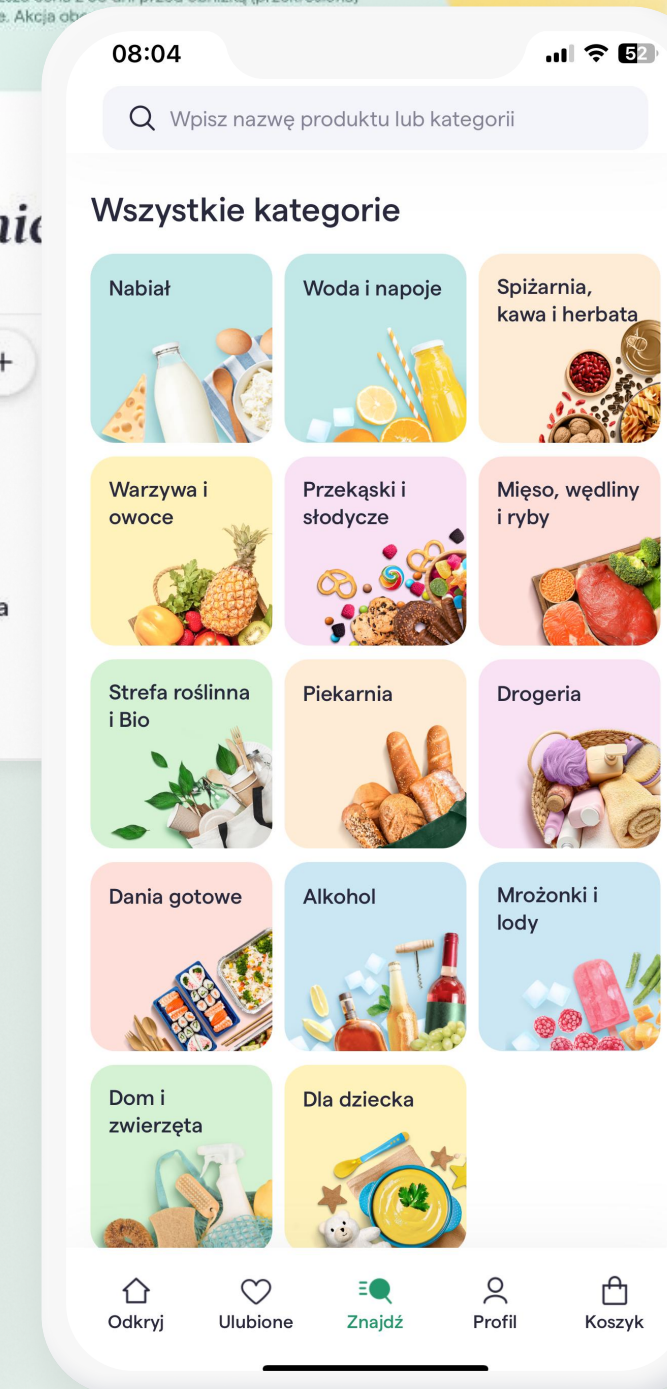 e. Akcja
08:04
52
Wpisz nazwę produktu lub kategorii
Wszystkie kategorie
Nabiał
Woda i napoje
Spiżarnia,
kawa i herbata
Warzywa i
owoce
Przekąski i
słodycze
Mięso, wędliny
i ryby
Strefa roślinna
i Bio
Piekarnia
Drogeria
Dania gotowe
Alkohol
Mrożonki i
lody
Dom i
zwierzęta
Dla dziecka
Odkryj
Ulubione
Znajdź
Profil
Koszyk